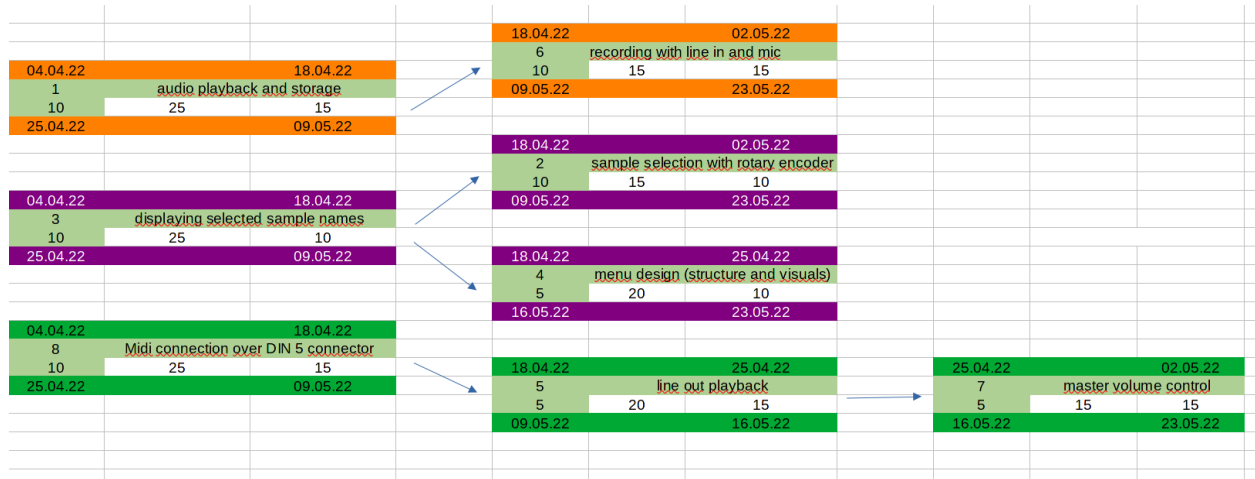 04.04.22 18.04.22
1 audio playback and storage
10 25 15
25.04.22 09.05.22
04.04.22 18.04.22
3 displaying selected sample names
10 25 10
25.04.22 09.05.22
04.04.22 18.04.22
8 Midi connection over DIN 5 connector
10 25 15
25.04.22 09.05.22
18.04.22 02.05.22
6 recording with line in and mic
10 15 15
09.05.22 23.05.22
18.04.22 02.05.22
2 sample selection with rotary encoder
10 15 10
09.05.22 23.05.22
18.04.22 25.04.22
4 menu design (structure and visuals)
5 20 10
16.05.22 23.05.22
18.04.22 25.04.22
5 line out playback
5 20 15
09.05.22 16.05.22
25.04.22 02.05.22
7 master volume control
5 15 15
16.05.22 23.05.22